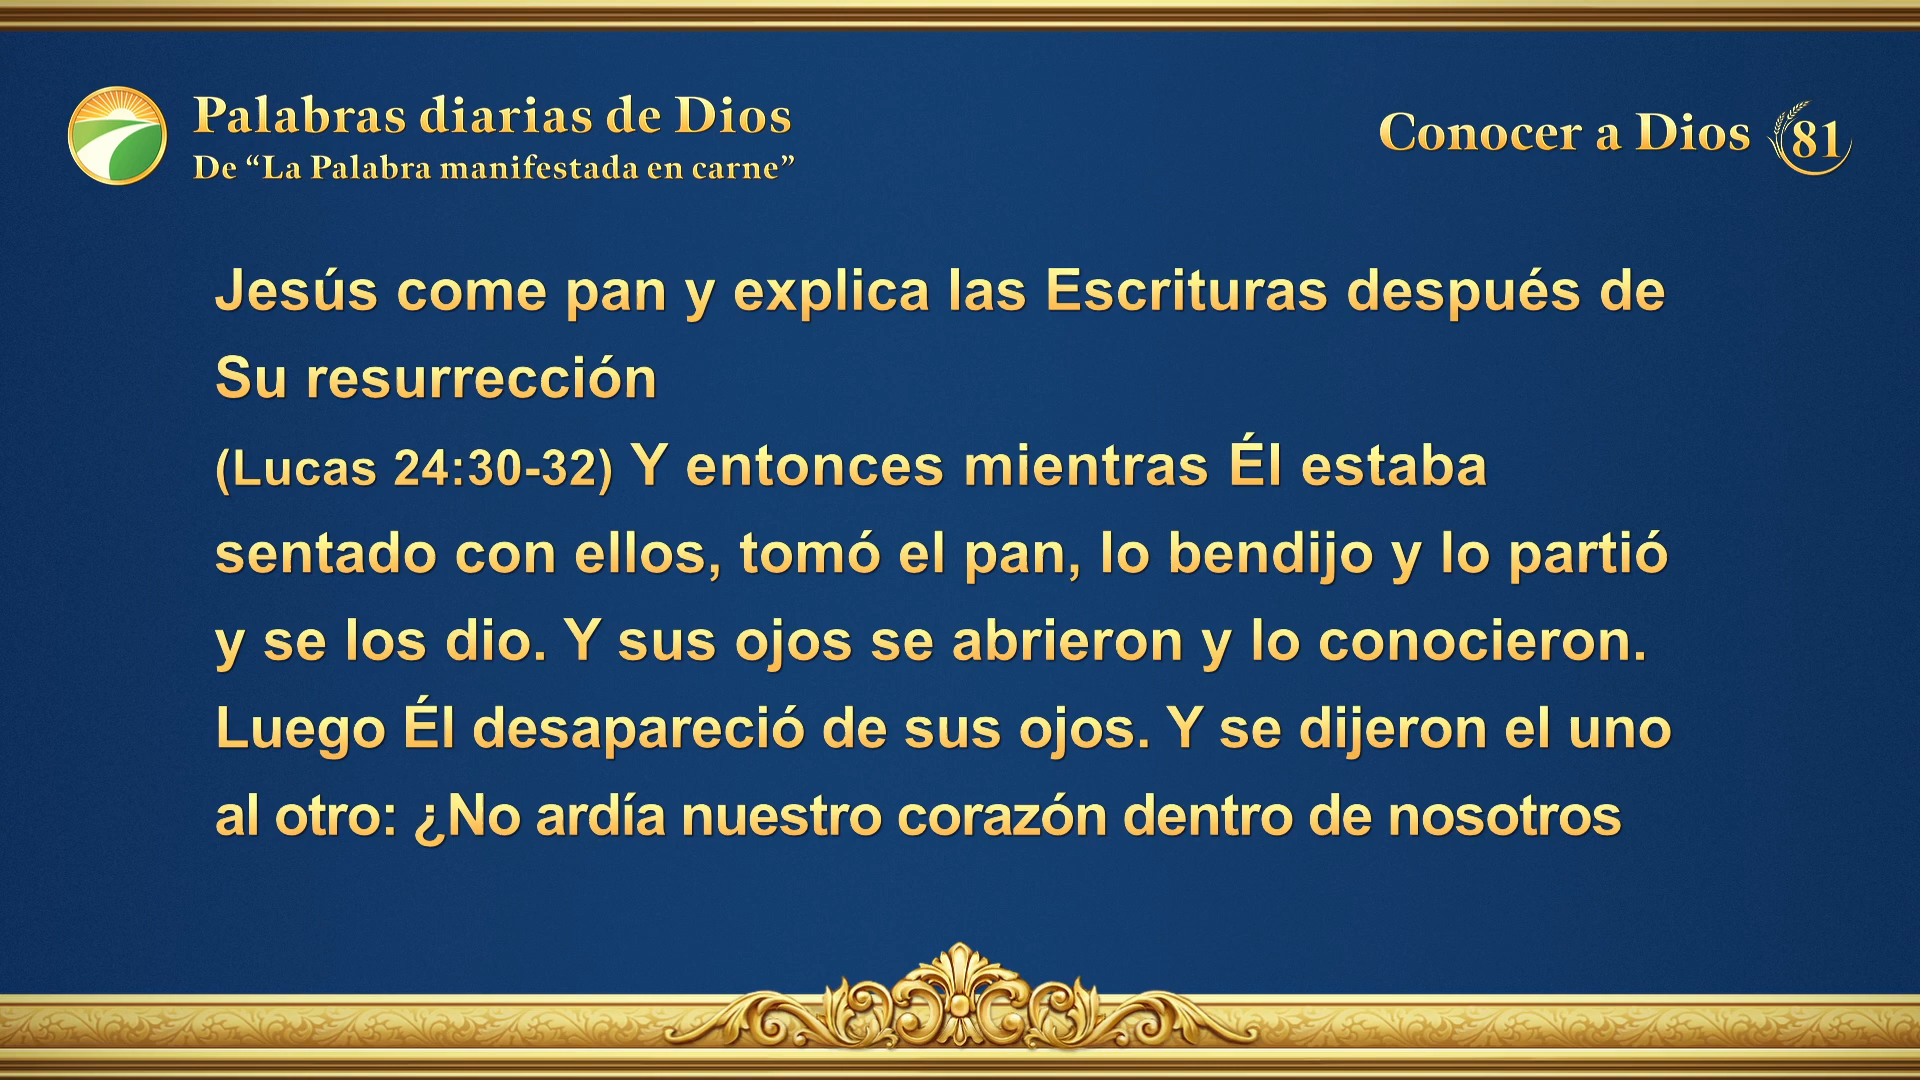 Palabras diarias de Dios
De “La Palabra manifestada en carne”
Conocer a Dios 81
Jesús come pan y explica las Escrituras después de
Su resurrección
(Lucas 24:30-32) Y entonces mientras Él estaba
sentado con ellos, tomó el pan, lo bendijo y lo partió
y se los dio. Y sus ojos se abrieron y lo conocieron.
Luego Él desapareció de sus ojos. Y se dijeron el uno
al otro: ¿No ardía nuestro corazón dentro de nosotros